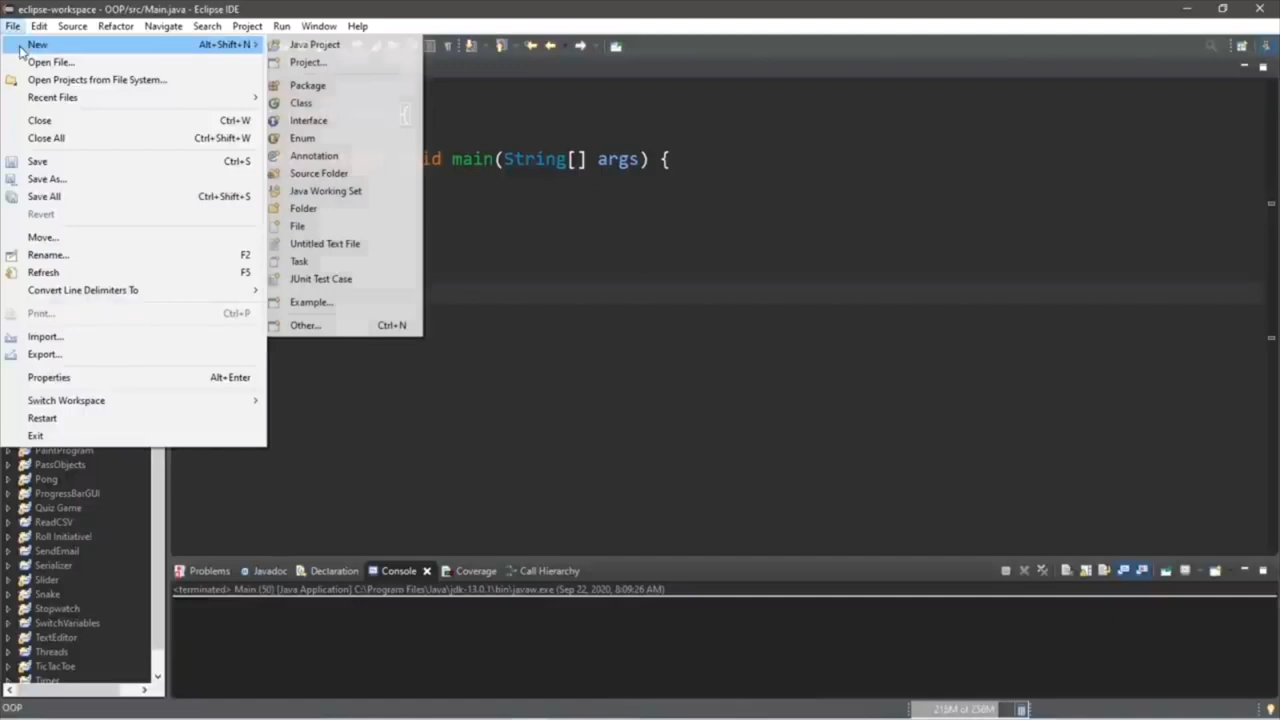 eclipse-workspace - OOP/src/Main.java - Eclipse IDE
File Edit Source Refactor Navigate Search Project Run Window Help
New Alt+Shift+N
Open File...
Open Projects from File System...
Recent Files
Close Ctrl+W
Close All Ctrl+Shift+W
Save Ctrl+S
Save As...
Save All Ctrl+Shift+S
Revert
Move...
Rename... F2
Refresh F5
Convert Line Delimiters To
Print... Ctrl+P
Import...
Export...
Properties Alt+Enter
Switch Workspace
Restart
Exit
Java Project
Project...
Package
Class
Interface
Enum
Annotation
Source Folder
Java Working Set
Folder
File
Untitled Text File
Task
JUnit Test Case
Example...
Other... Ctrl+N
{
id main(String[] args) {
PaintProgram
PassObjects
Pong
ProgressBarGUI
Quiz Game
ReadCSV
Roll Initiative!
SendEmail
Serializer
Slider
Snake
Stopwatch
SwitchVariables
TextEditor
Threads
TicTacToe
Timer
Problems Javadoc Declaration Console Coverage Call Hierarchy
<terminated> Main (50) [Java Application] C:\Program Files\Java\jdk-13.0.1\bin\javaw.exe (Sep 22, 2020, 8:09:26 AM)
OOP